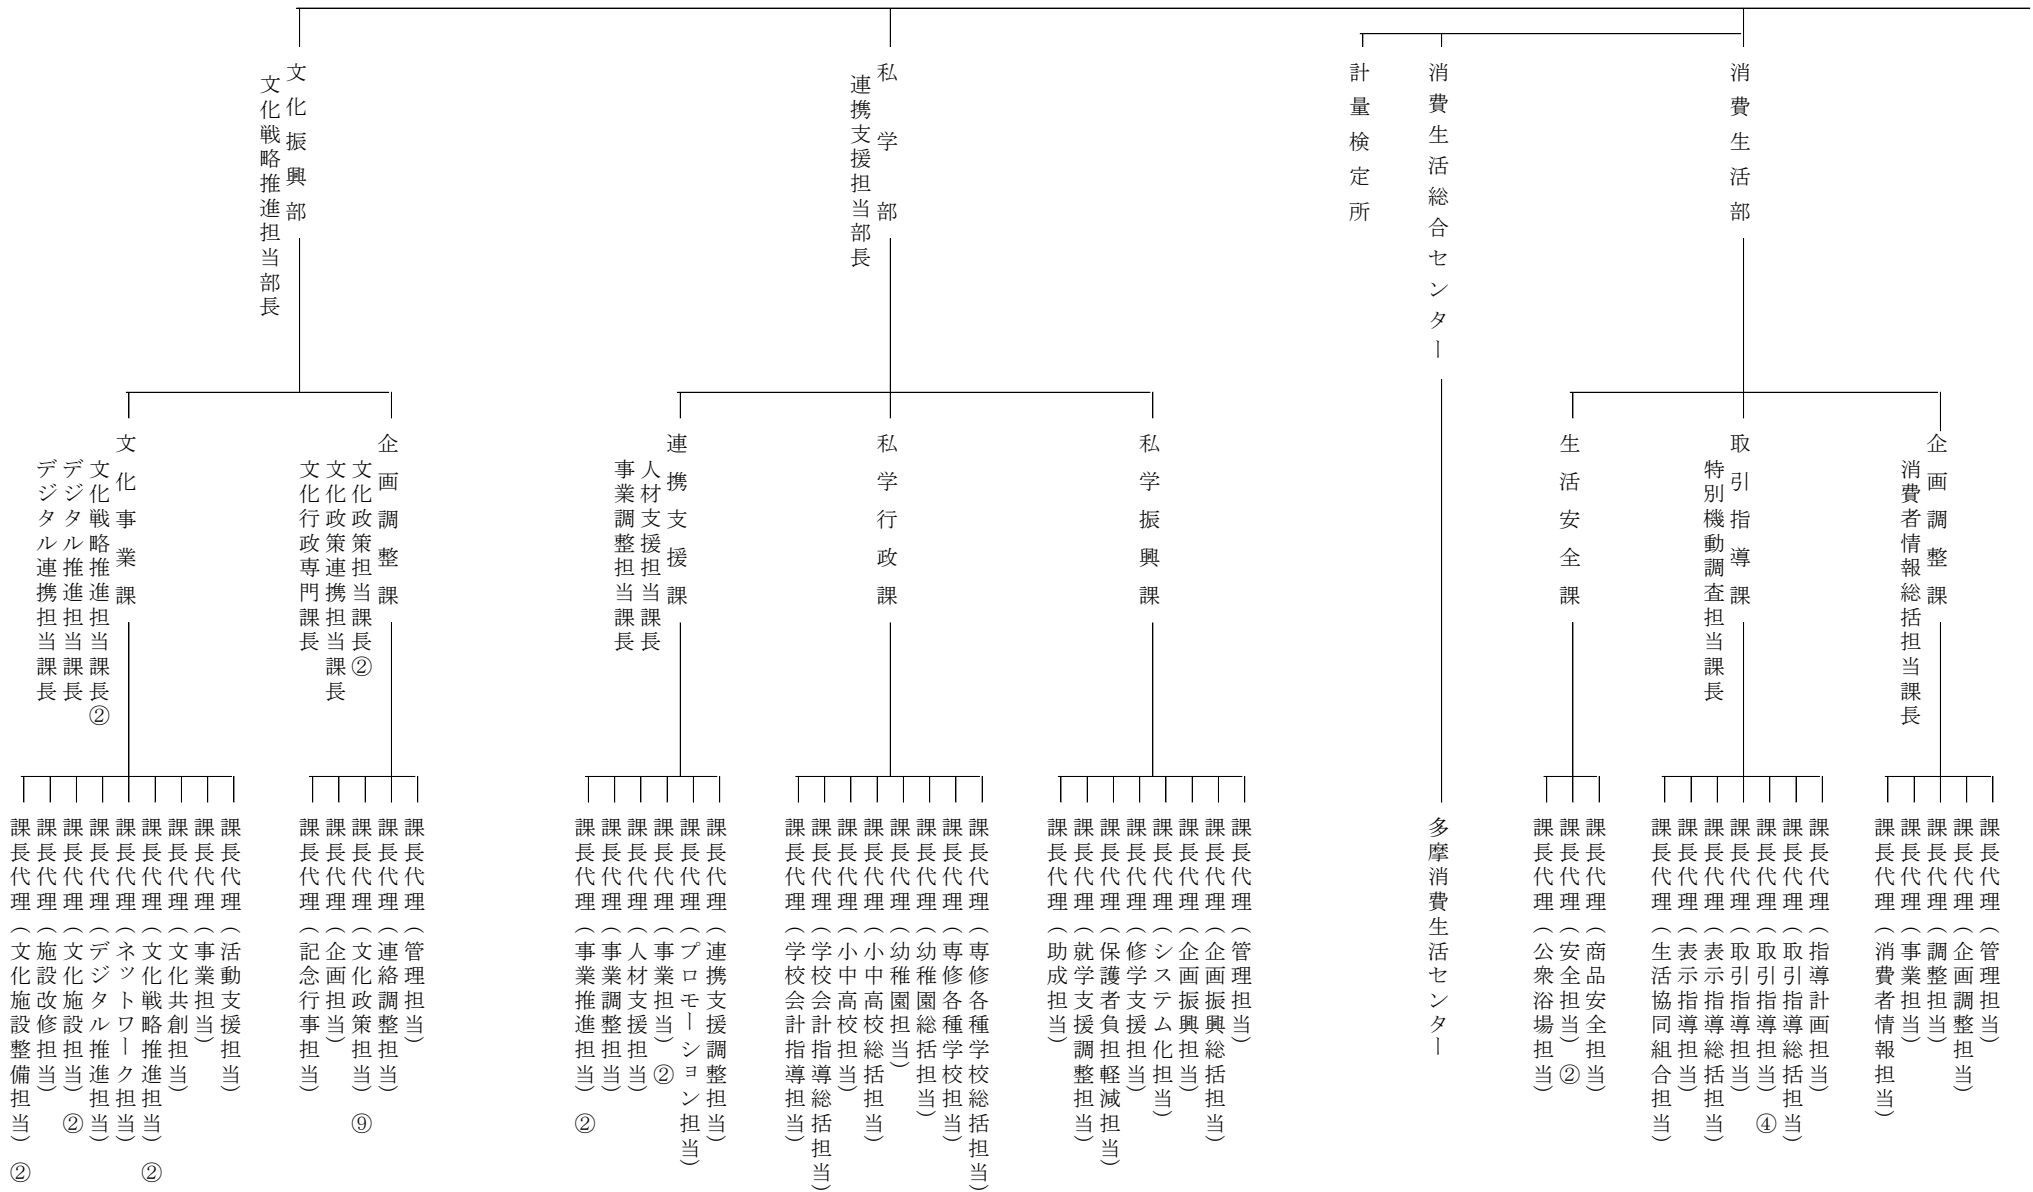 消費生活部
企画調整課
消費者情報総括担当課長
課長代理（管理担当）
課長代理（企画調整担当）
課長代理（調整担当）
課長代理（事業担当）
課長代理（消費者情報担当）
取引指導課
特別機動調査担当課長
課長代理（指導計画担当）
課長代理（取引指導総括担当）
課長代理（取引指導担当）④
課長代理（取引指導担当）
課長代理（表示指導総括担当）
課長代理（表示指導担当）
課長代理（生活協同組合担当）
生活安全課
課長代理（商品安全担当）
課長代理（安全担当）②
課長代理（公衆浴場担当）
消費生活総合センター
多摩消費生活センター
計量検定所
私学部
連携支援担当部長
私学振興課
課長代理（管理担当）
課長代理（企画振興総括担当）
課長代理（企画振興担当）
課長代理（システム化担当）
課長代理（修学支援担当）
課長代理（保護者負担軽減担当）
課長代理（就学支援調整担当）
課長代理（助成担当）
私学行政課
課長代理（専修各種学校総括担当）
課長代理（専修各種学校担当）
課長代理（幼稚園総括担当）
課長代理（幼稚園担当）
課長代理（小中高校総括担当）
課長代理（小中高校担当）
課長代理（学校会計指導総括担当）
課長代理（学校会計指導担当）
連携支援課
人材支援担当課長
事業調整担当課長
課長代理（連携支援調整担当）
課長代理（プロモーション担当）
課長代理（事業担当）②
課長代理（人材支援担当）
課長代理（事業調整担当）
課長代理（事業推進担当）②
文化振興部
文化戦略推進担当部長
企画調整課
文化政策担当課長②
文化政策連携担当課長
文化行政専門課長
課長代理（管理担当）
課長代理（連絡調整担当）
課長代理（文化政策担当）⑨
課長代理（企画担当）
課長代理（記念行事担当）
文化事業課
文化戦略推進担当課長②
デジタル推進担当課長
デジタル連携担当課長
課長代理（活動支援担当）
課長代理（事業担当）
課長代理（文化共創担当）
課長代理（文化戦略推進担当）②
課長代理（ネットワーク担当）
課長代理（デジタル推進担当）
課長代理（文化施設担当）②
課長代理（施設改修担当）
課長代理（文化施設整備担当）②